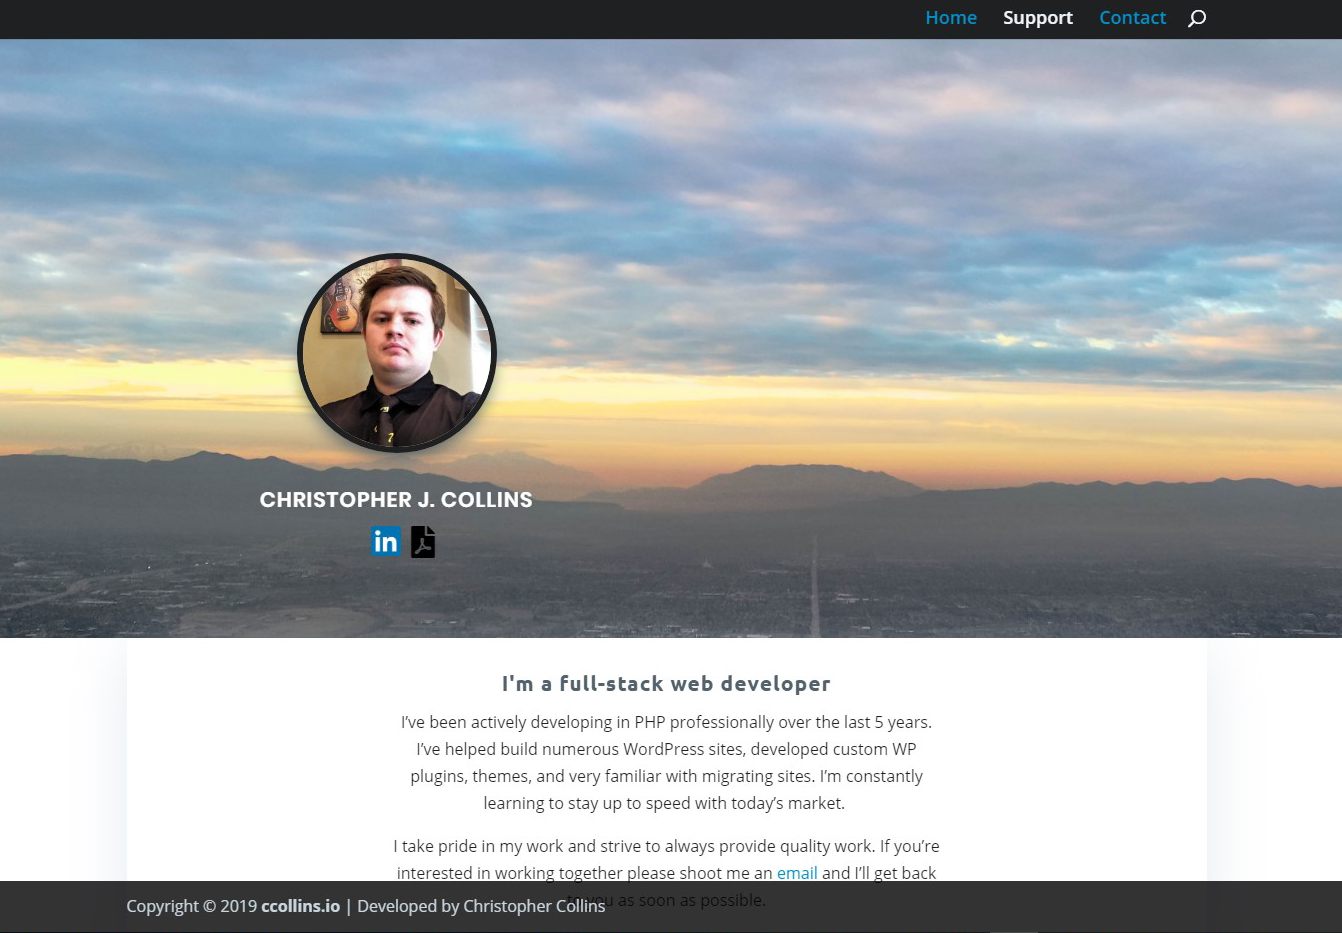 Home Support Contact
CHRISTOPHER J. COLLINS
in
I'm a full-stack web developer
I’ve been actively developing in PHP professionally over the last 5 years.
I’ve helped build numerous WordPress sites, developed custom WP
plugins, themes, and very familiar with migrating sites. I’m constantly
learning to stay up to speed with today’s market.
I take pride in my work and strive to always provide quality work. If you’re
interested in working together please shoot me an email and I’ll get back
to you as soon as possible.
Copyright © 2019 ccollins.io | Developed by Christopher Collins